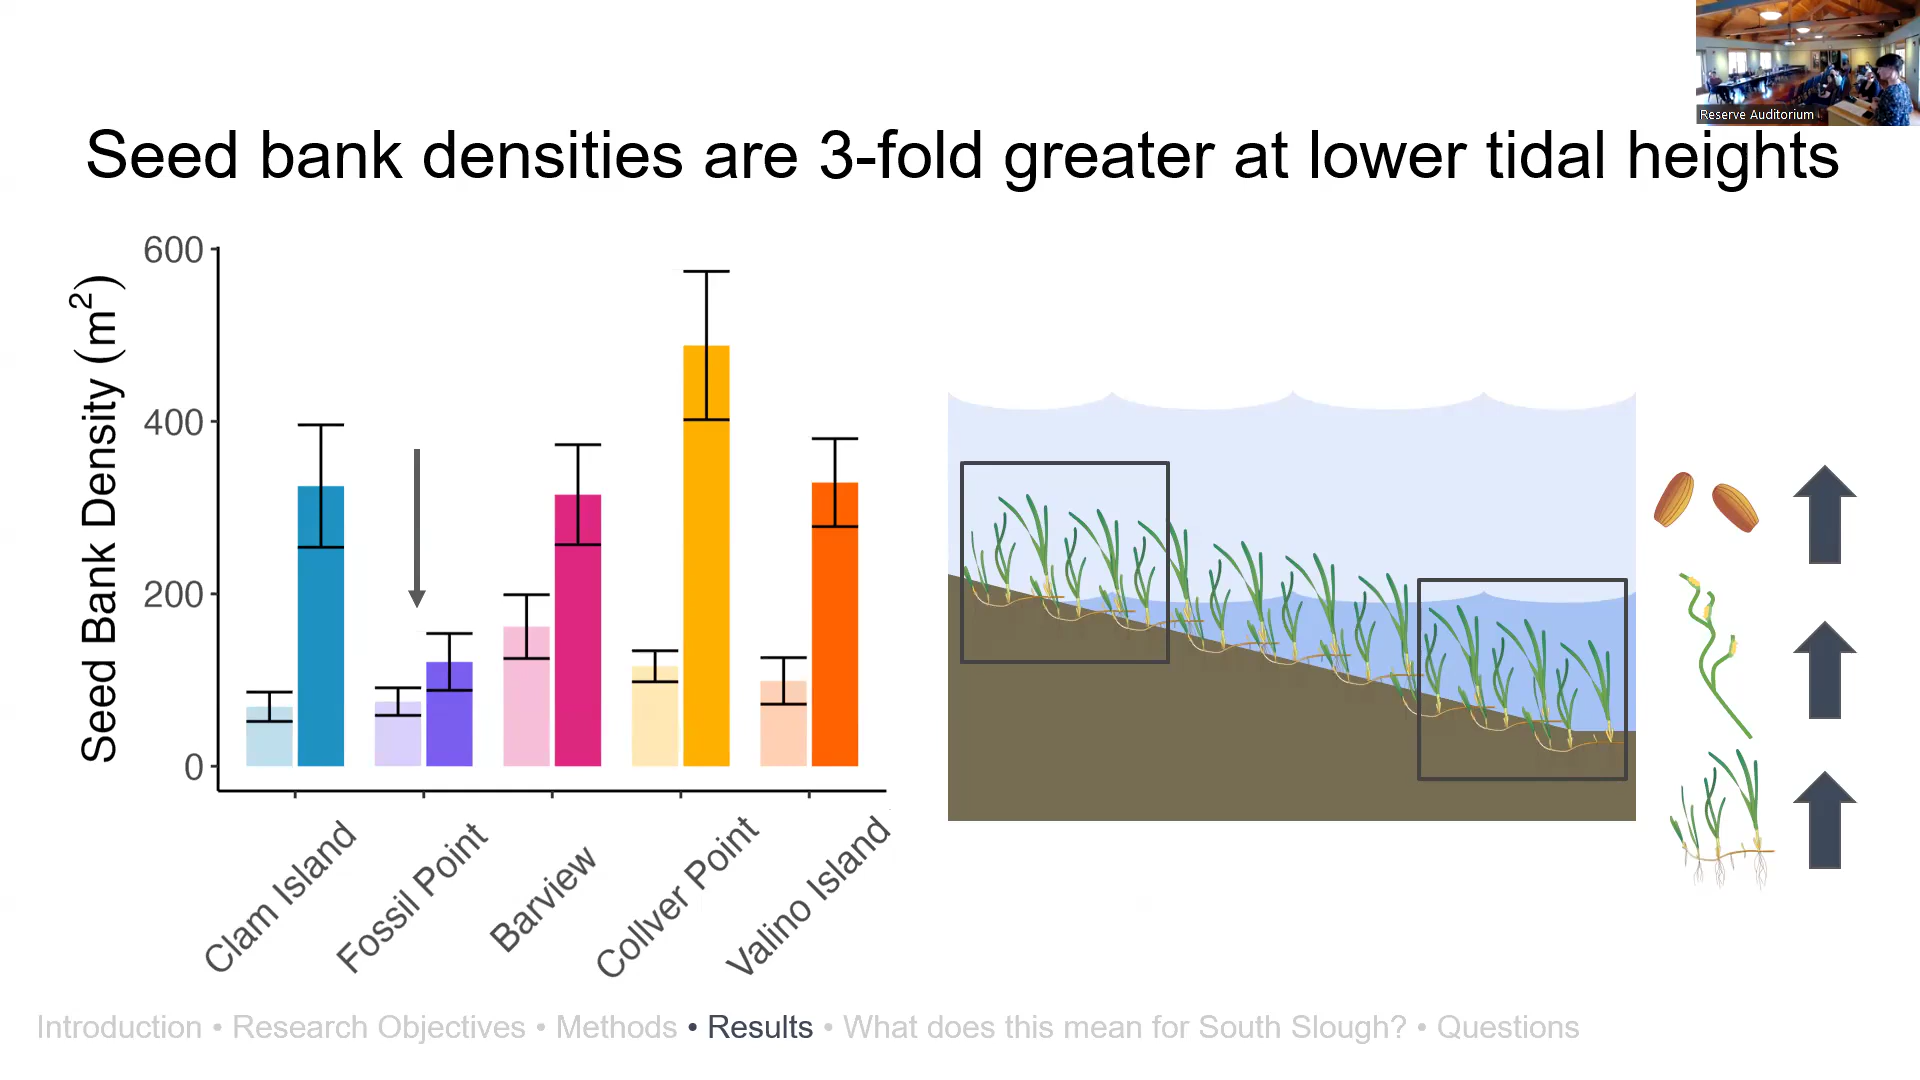 Reserve Auditorium
Seed bank densities are 3-fold greater at lower tidal heights
Seed Bank Density (m²)
600
400
200
0
Clam Island
Fossil Point
Barview
Collver Point
Valino Island
Introduction • Research Objectives • Methods • Results • What does this mean for South Slough? • Questions